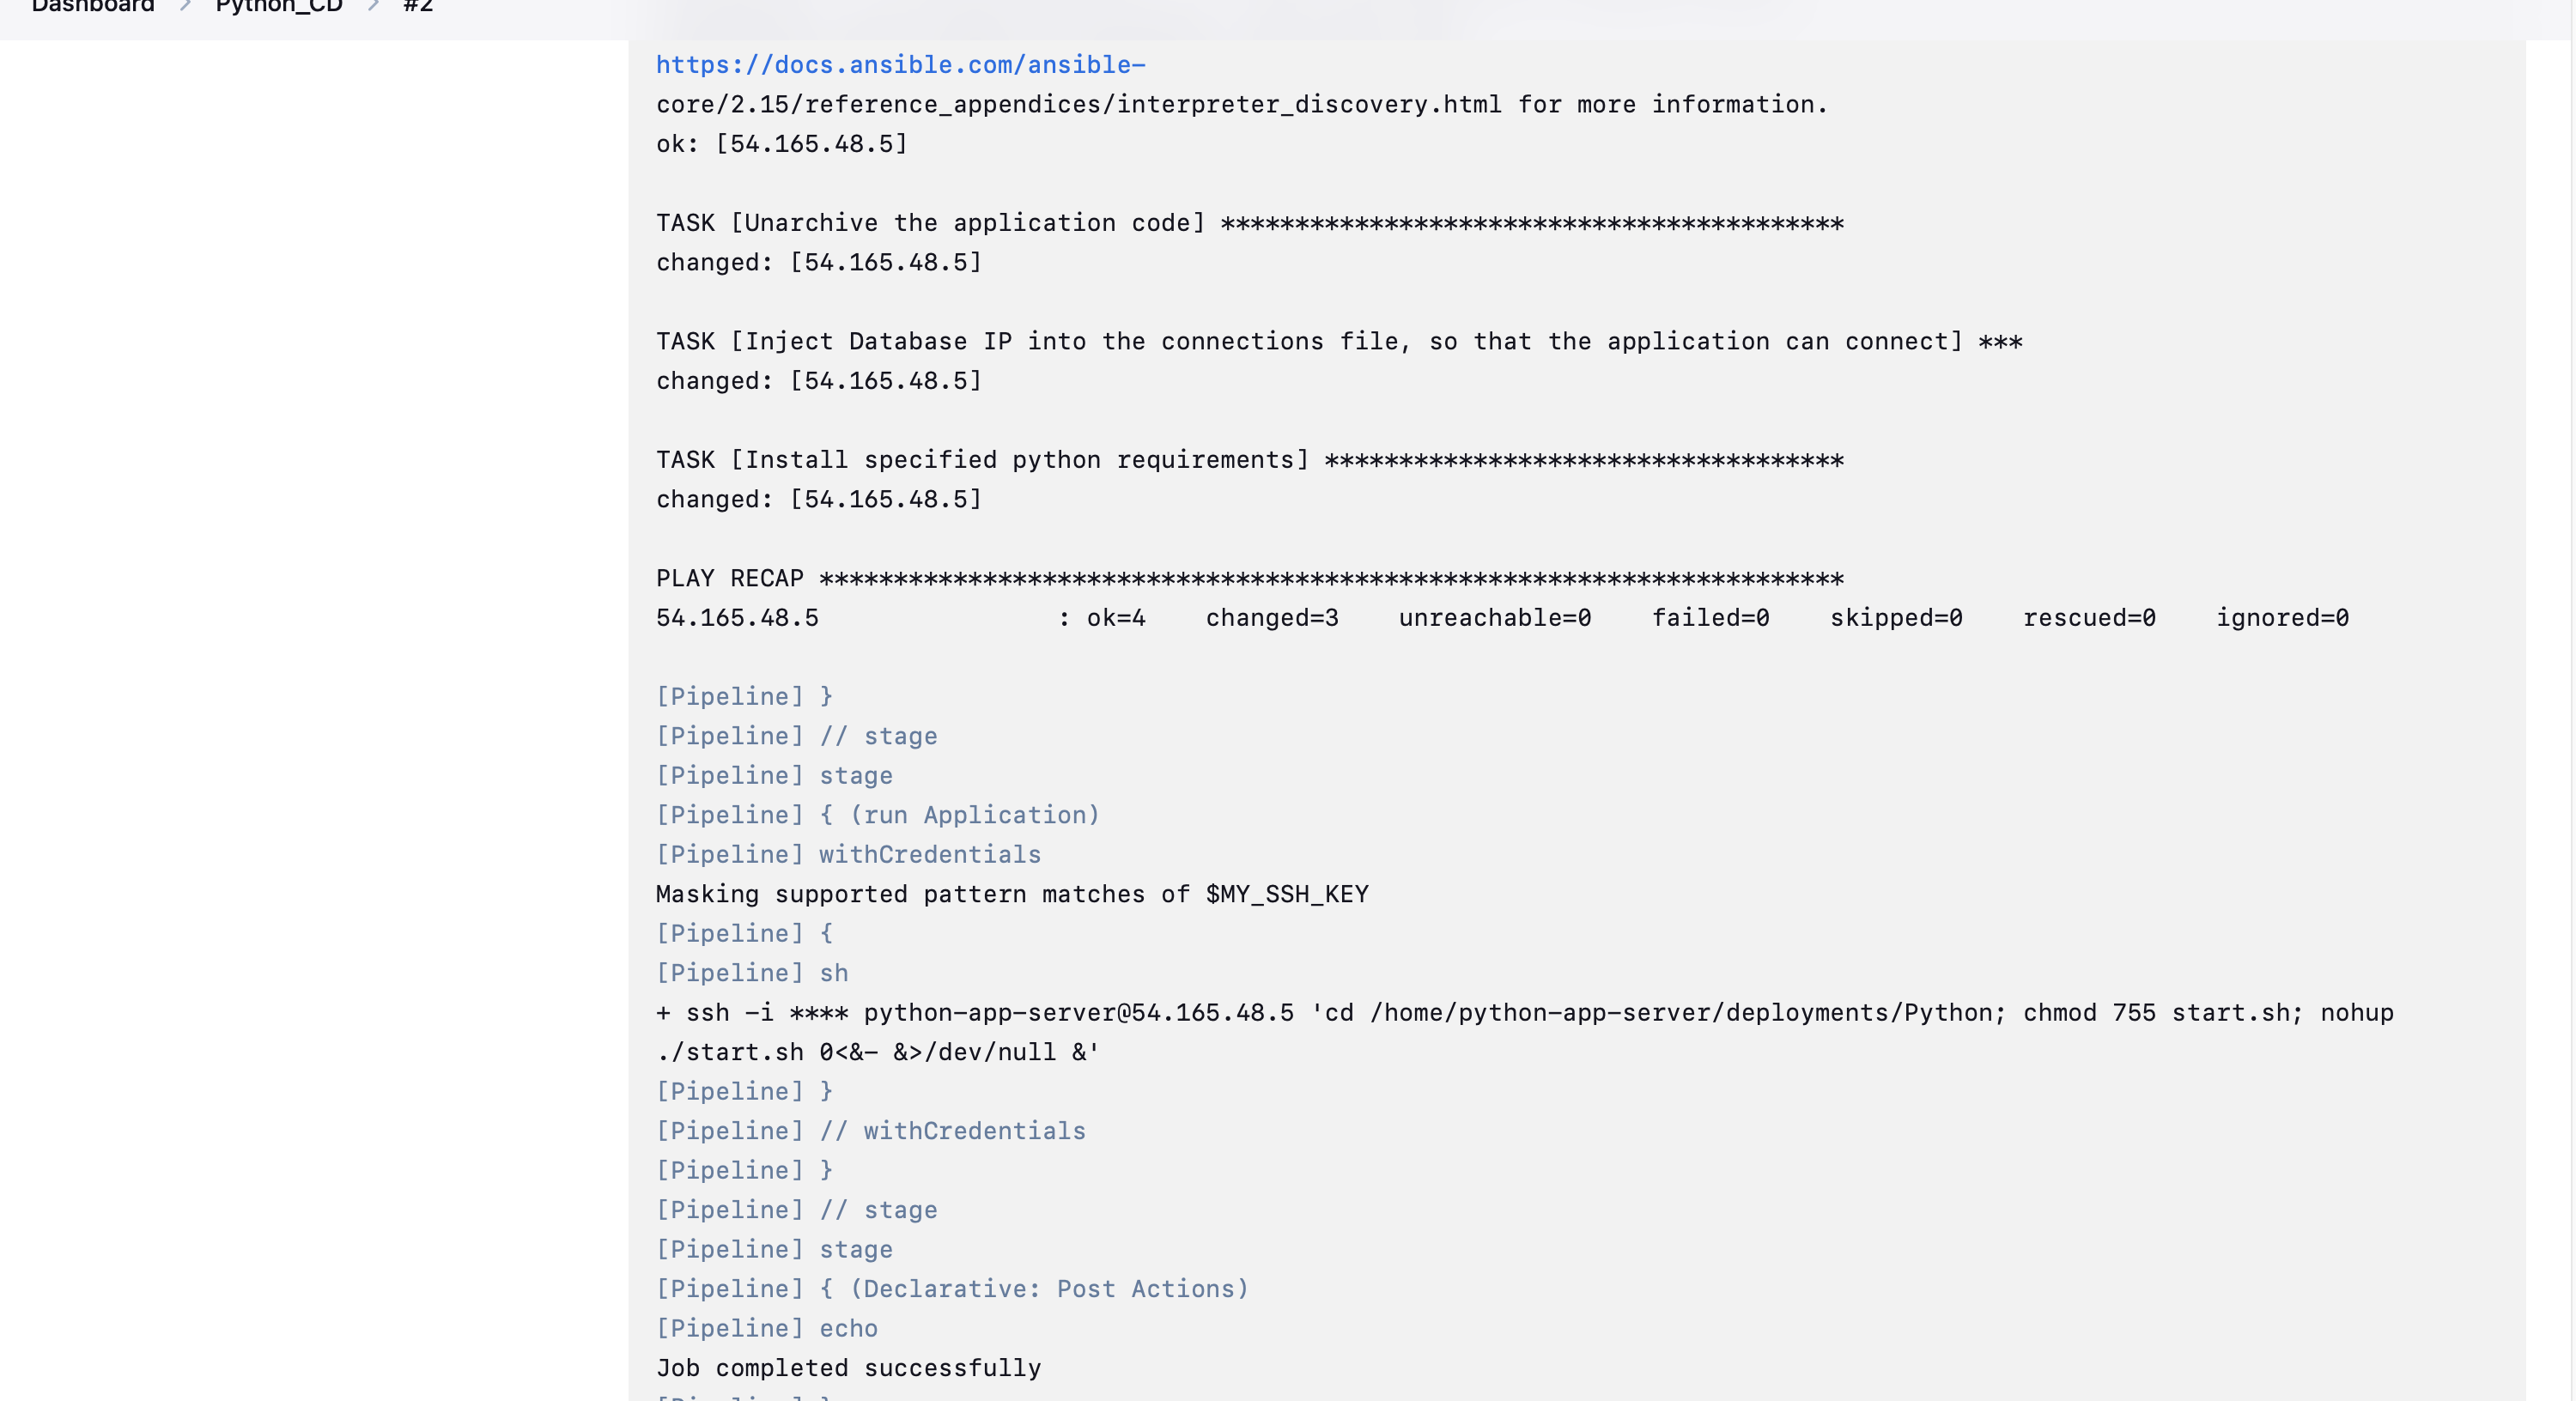 Dashboard > Python_CD > #2
https://docs.ansible.com/ansible-
core/2.15/reference_appendices/interpreter_discovery.html for more information.
ok: [54.165.48.5]
TASK [Unarchive the application code] ******************************************
changed: [54.165.48.5]
TASK [Inject Database IP into the connections file, so that the application can connect] ***
changed: [54.165.48.5]
TASK [Install specified python requirements] ***********************************
changed: [54.165.48.5]
PLAY RECAP *********************************************************************
54.165.48.5                : ok=4    changed=3    unreachable=0    failed=0    skipped=0    rescued=0    ignored=0
[Pipeline] }
[Pipeline] // stage
[Pipeline] stage
[Pipeline] { (run Application)
[Pipeline] withCredentials
Masking supported pattern matches of $MY_SSH_KEY
[Pipeline] {
[Pipeline] sh
+ ssh -i **** python-app-server@54.165.48.5 'cd /home/python-app-server/deployments/Python; chmod 755 start.sh; nohup
./start.sh 0<&- &>/dev/null &'
[Pipeline] }
[Pipeline] // withCredentials
[Pipeline] }
[Pipeline] // stage
[Pipeline] stage
[Pipeline] { (Declarative: Post Actions)
[Pipeline] echo
Job completed successfully